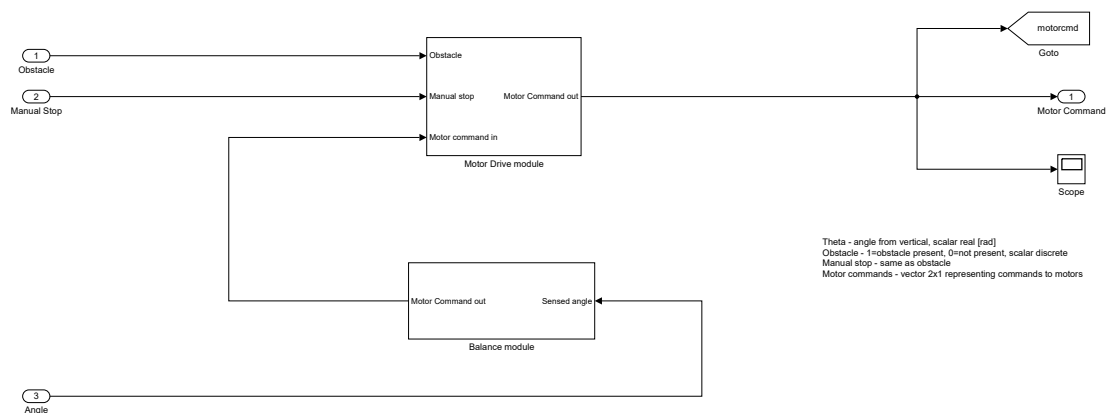 motorcmd
Goto
1
Obstacle
Obstacle
2
Manual Stop
Manual stop
Motor Command out
1
Motor Command
Motor command in
Motor Drive module
Scope
Theta - angle from vertical, scalar real [rad]
Obstacle - 1=obstacle present, 0=not present, scalar discrete
Manual stop - same as obstacle
Motor commands - vector 2x1 representing commands to motors
Motor Command out
Sensed angle
Balance module
3
Angle